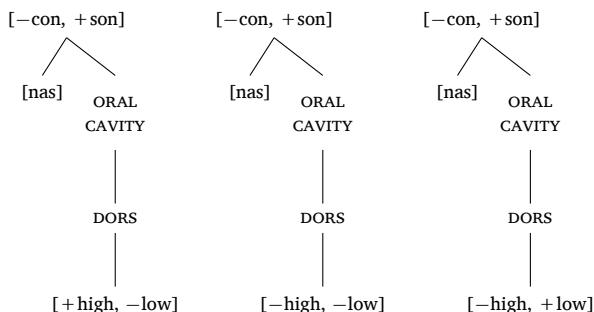 [−con, +son] [−con, +son] [−con, +son]
[nas] [nas] [nas]
ORAL ORAL ORAL
CAVITY CAVITY CAVITY
DORS DORS DORS
[+high, −low] [−high, −low] [−high, +low]